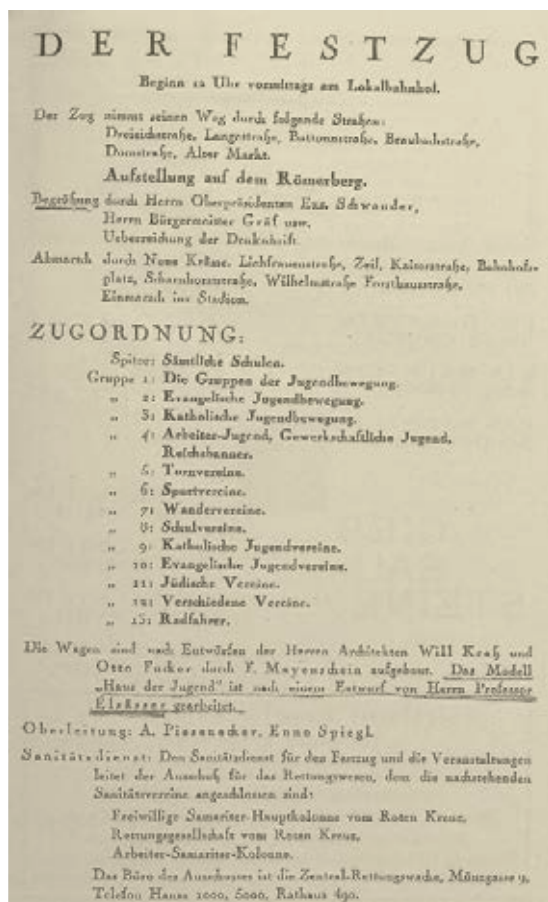 DER FESTZUG
Beginn 12 Uhr vormittags am Lokalbahnhof.
Der Zug nimmt seinen Weg durch folgende Straßen:
Dreieichstraße, Langestraße, Battonnstraße, Braubachstraße,
Domstraße, Alter Markt.
Aufstellung auf dem Römerberg.
Begrüßung durch Herrn Oberpräsidenten Exz. Schwander,
Herrn Bürgermeister Gräf usw.
Ueberreichung der Denkschrift.
Abmarsch durch Neue Kräme, Liebfrauenstraße, Zeil, Kaiserstraße, Bahnhofs-
platz, Scharnhorststraße, Wilhelmstraße Forsthausstraße,
Einmarsch ins Stadion.
ZUGORDNUNG:
Spitze: Sämtliche Schulen.
Gruppe 1: Die Gruppen der Jugendbewegung.
„ 2: Evangelische Jugendbewegung.
„ 3: Katholische Jugendbewegung.
„ 4: Arbeiter-Jugend, Gewerkschaftliche Jugend,
Reichsbanner.
„ 5: Turnvereine.
„ 6: Sportvereine.
„ 7: Wandervereine.
„ 8: Schulvereine.
„ 9: Katholische Jugendvereine.
„ 10: Evangelische Jugendvereine.
„ 11: Jüdische Vereine.
„ 12: Verschiedene Vereine.
„ 13: Radfahrer.
Die Wagen sind nach Entwürfen der Herren Architekten Will und
Otto Fucker durch F. Mayenschein aufgebaut. Das Modell
„Haus der Jugend" ist nach einem Entwurf von Herrn Professor
Elsässer gearbeitet.
Oberleitung: A. Enno Spiegl.
Sanitätsdienst: Den Sanitätsdienst für den Festzug und die Veranstaltungen
leitet der Ausschuß für das Rettungswesen, dem die nachstehenden
Sanitätsvereine angeschlossen sind:
Freiwillige Samariter-Hauptkolonne vom Roten Kreuz,
Rettungsgesellschaft vom Roten Kreuz,
Arbeiter-Samariter-Kolonne.
Das Büro des Ausschusses ist die Zentral-Rettungswache, Münzgasse 9,
Telefon Hansa 1000, 5000, Rathaus 490.